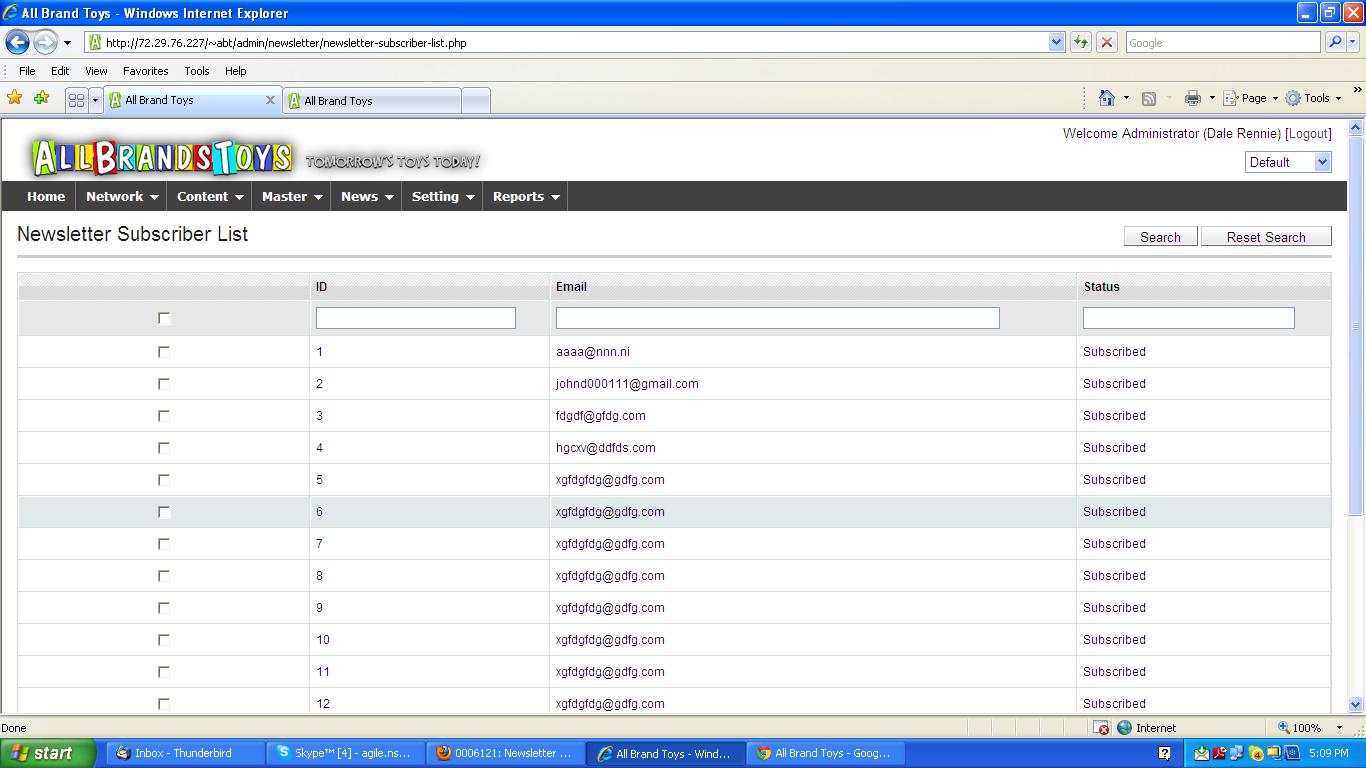 All Brand Toys - Windows Internet Explorer
http://72.29.76.227/~abt/admin/newsletter/newsletter-subscriber-list.php
Google
File Edit View Favorites Tools Help
All Brand Toys
All Brand Toys
Page Tools
Welcome Administrator (Dale Rennie) [Logout]
ALLBRANDSTOYS TOMORROW'S TOYS TODAY!
Default
Home Network Content Master News Setting Reports
Newsletter Subscriber List
Search Reset Search
ID Email Status
1 aaaa@nnn.ni Subscribed
2 johnd000111@gmail.com Subscribed
3 fdgdf@gfdg.com Subscribed
4 hgcxv@ddfds.com Subscribed
5 xgfdgfdg@gdfg.com Subscribed
6 xgfdgfdg@gdfg.com Subscribed
7 xgfdgfdg@gdfg.com Subscribed
8 xgfdgfdg@gdfg.com Subscribed
9 xgfdgfdg@gdfg.com Subscribed
10 xgfdgfdg@gdfg.com Subscribed
11 xgfdgfdg@gdfg.com Subscribed
12 xgfdgfdg@gdfg.com Subscribed
Done Internet 100%
start Inbox - Thunderbird Skype™ [4] - agile.ns... 0006121: Newsletter ... All Brand Toys - Wind... All Brand Toys - Goog... 5:09 PM